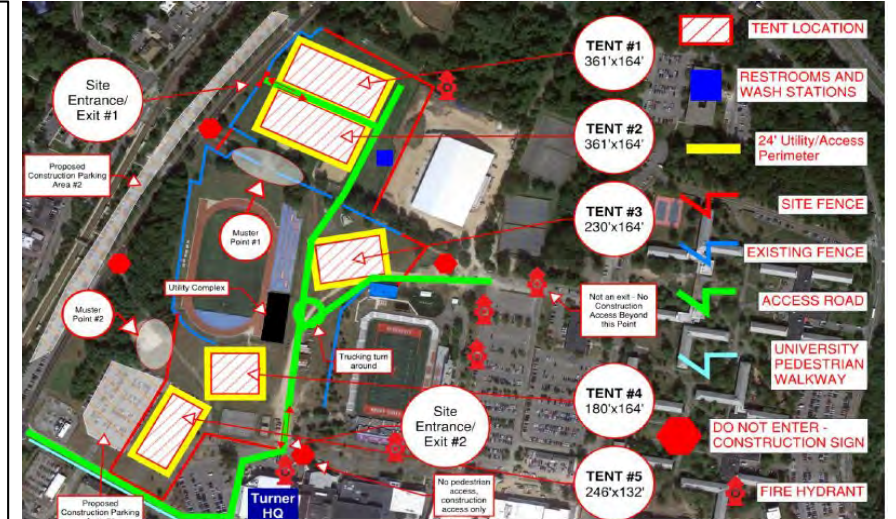 Site
Entrance/
Exit #1
Proposed
Construction Parking
Area #2
Muster
Point #1
Utility Complex
Muster
Point #2
Proposed
Construction Parking
Turner
HQ
Trucking turn
around
Site
Entrance/
Exit #2
No pedestrian
access,
construction
access only
Not an exit - No
Construction
Access Beyond
this Point
TENT #1
361'x164'
TENT #2
361'x164'
TENT #3
230'x164'
TENT #4
180'x164'
TENT #5
246'x132'
TENT LOCATION
RESTROOMS AND
WASH STATIONS
24' Utility/Access
Perimeter
SITE FENCE
EXISTING FENCE
ACCESS ROAD
UNIVERSITY
PEDESTRIAN
WALKWAY
DO NOT ENTER -
CONSTRUCTION SIGN
FIRE HYDRANT